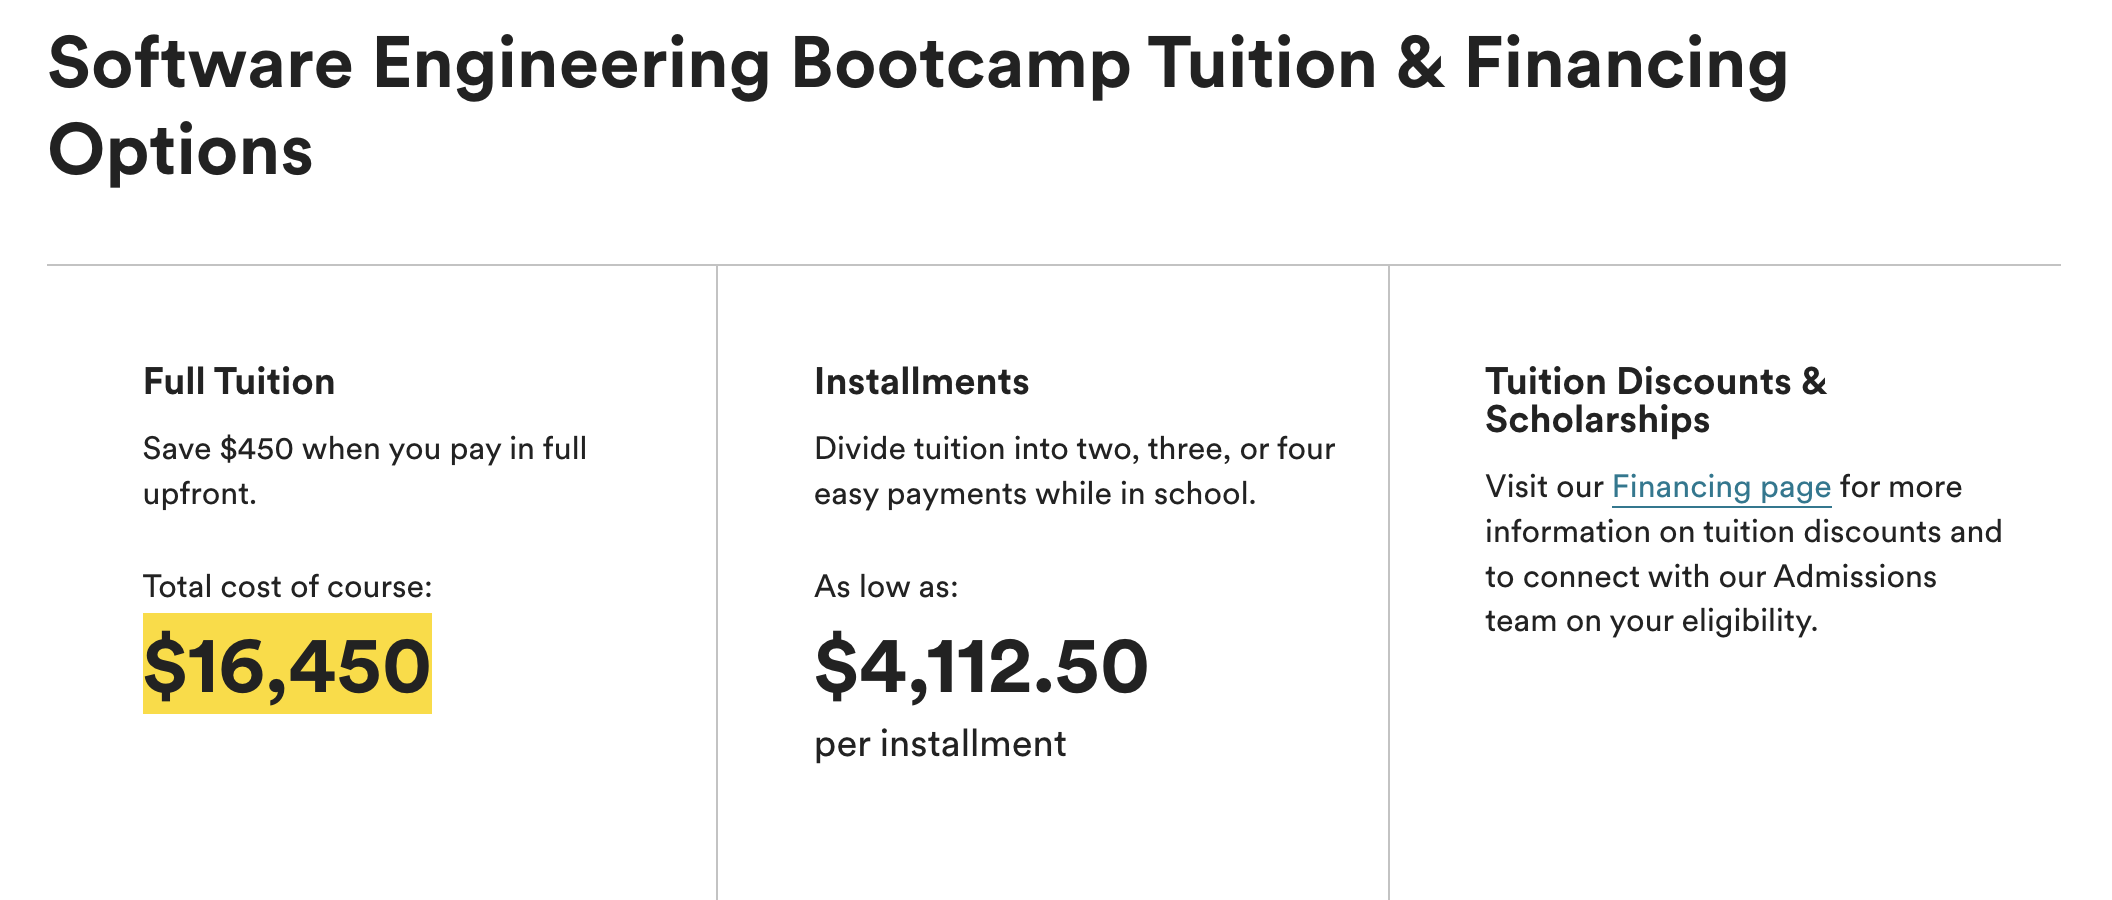 Software Engineering Bootcamp Tuition & Financing
Options
Full Tuition
Save $450 when you pay in full
upfront.
Total cost of course:
$16,450
Installments
Divide tuition into two, three, or four
easy payments while in school.
As low as:
$4,112.50
per installment
Tuition Discounts &
Scholarships
Visit our Financing page for more
information on tuition discounts and
to connect with our Admissions
team on your eligibility.